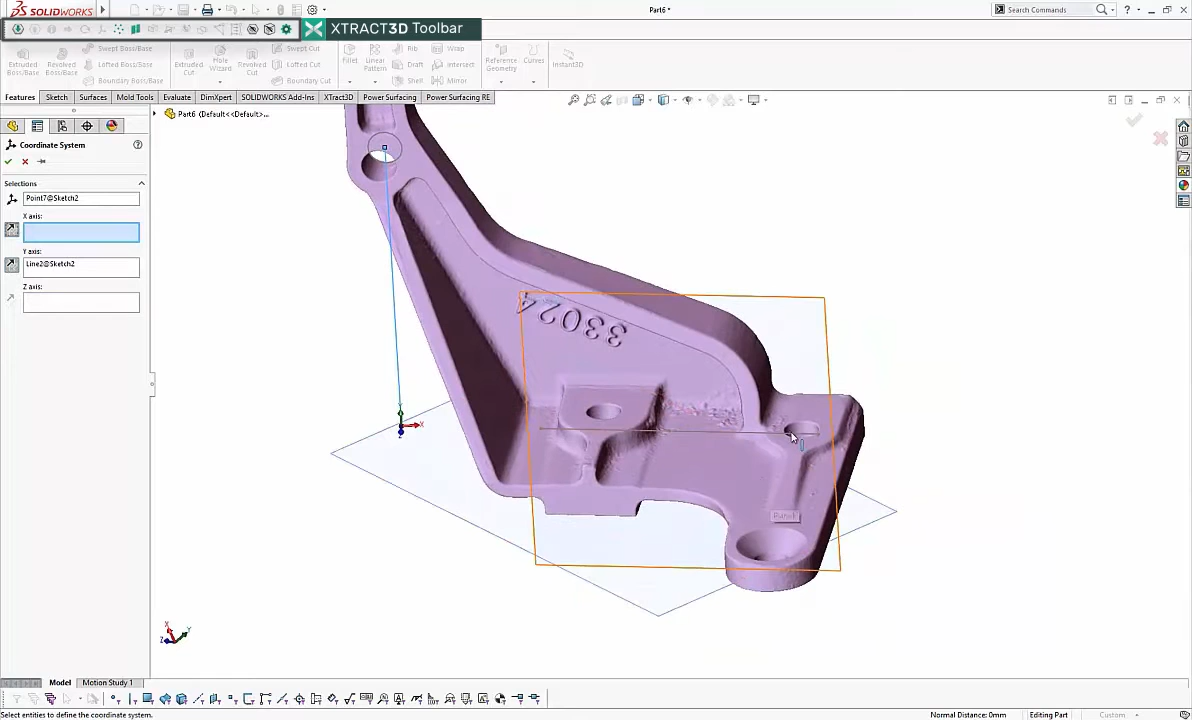 SOLIDWORKS
Part6 *
Search Commands
XTRACT3D Toolbar
Extruded Boss/Base
Revolved Boss/Base
Swept Boss/Base
Lofted Boss/Base
Boundary Boss/Base
Extruded Cut
Hole Wizard
Revolved Cut
Swept Cut
Lofted Cut
Boundary Cut
Fillet
Linear Pattern
Rib
Draft
Shell
Wrap
Intersect
Mirror
Reference Geometry
Curves
Instant3D
Features
Sketch
Surfaces
Mold Tools
Evaluate
DimXpert
SOLIDWORKS Add-Ins
XTract3D
Power Surfacing
Power Surfacing RE
Part6 (Default<<Default>...
Coordinate System
Selections
Point7@Sketch2
X axis:
Y axis:
Line2@Sketch2
Z axis:
33024
X
Z
X
Y
Z
Model
Motion Study 1
Select entities to define the coordinate system.
Normal Distance: 0mm
Editing Part
Custom